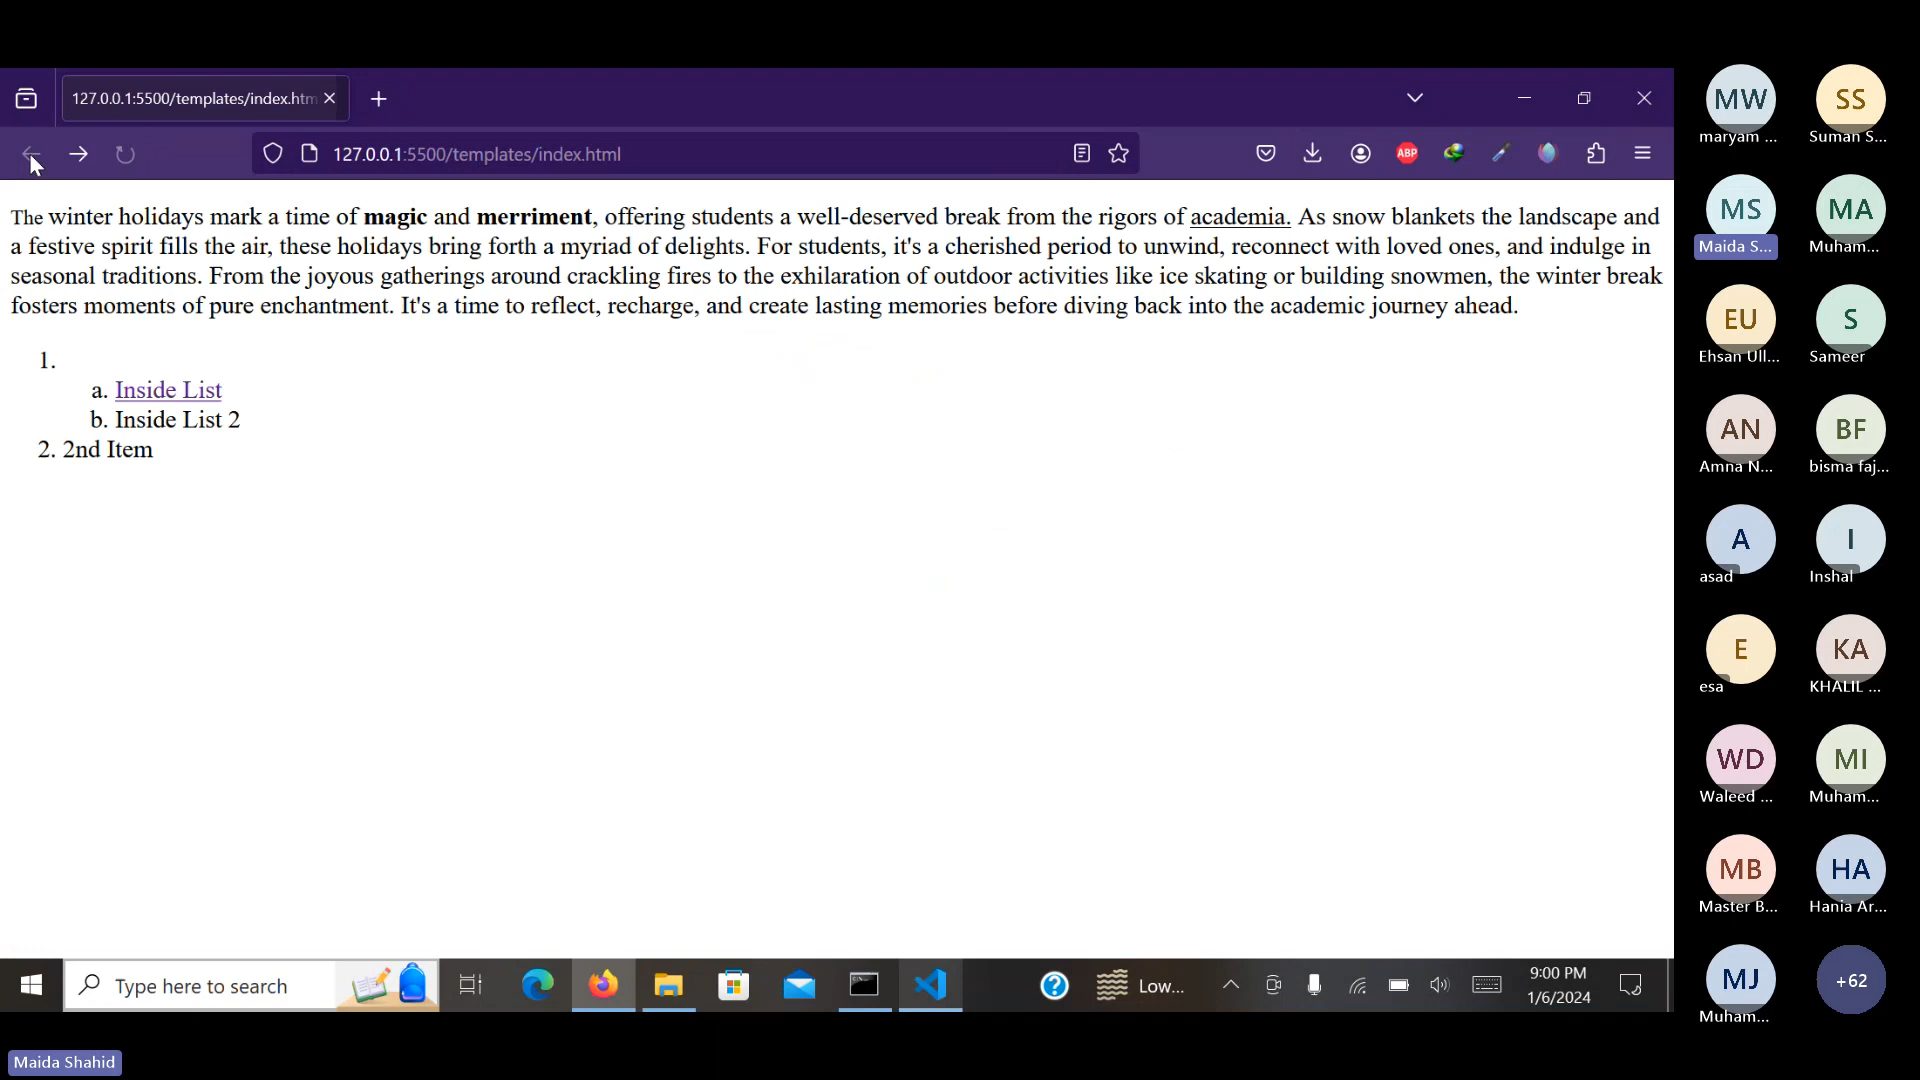 127.0.0.1:5500/templates/index.htm
127.0.0.1:5500/templates/index.html
ABP
The winter holidays mark a time of magic and merriment, offering students a well-deserved break from the rigors of academia. As snow blankets the landscape and
a festive spirit fills the air, these holidays bring forth a myriad of delights. For students, it's a cherished period to unwind, reconnect with loved ones, and indulge in
seasonal traditions. From the joyous gatherings around crackling fires to the exhilaration of outdoor activities like ice skating or building snowmen, the winter break
fosters moments of pure enchantment. It's a time to reflect, recharge, and create lasting memories before diving back into the academic journey ahead.
1.
a. Inside List
b. Inside List 2
2. 2nd Item
MW
maryam ...
SS
Suman S...
MS
Maida S...
MA
Muham...
EU
Ehsan Ull...
S
Sameer
AN
Amna N...
BF
bisma faj...
A
asad
I
Inshal
E
esa
KA
KHALIL ...
WD
Waleed ...
MI
Muham...
MB
Master B...
HA
Hania Ar...
MJ
Muham...
+62
Type here to search
Low...
9:00 PM
1/6/2024
Maida Shahid